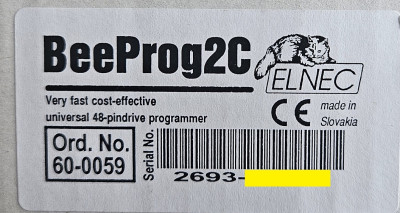 BeeProg2C
ELNEC
Very fast cost-effective
universal 48-pindrive programmer
CE made in
Slovakia
Ord. No.
60-0059
Serial No.
2693-